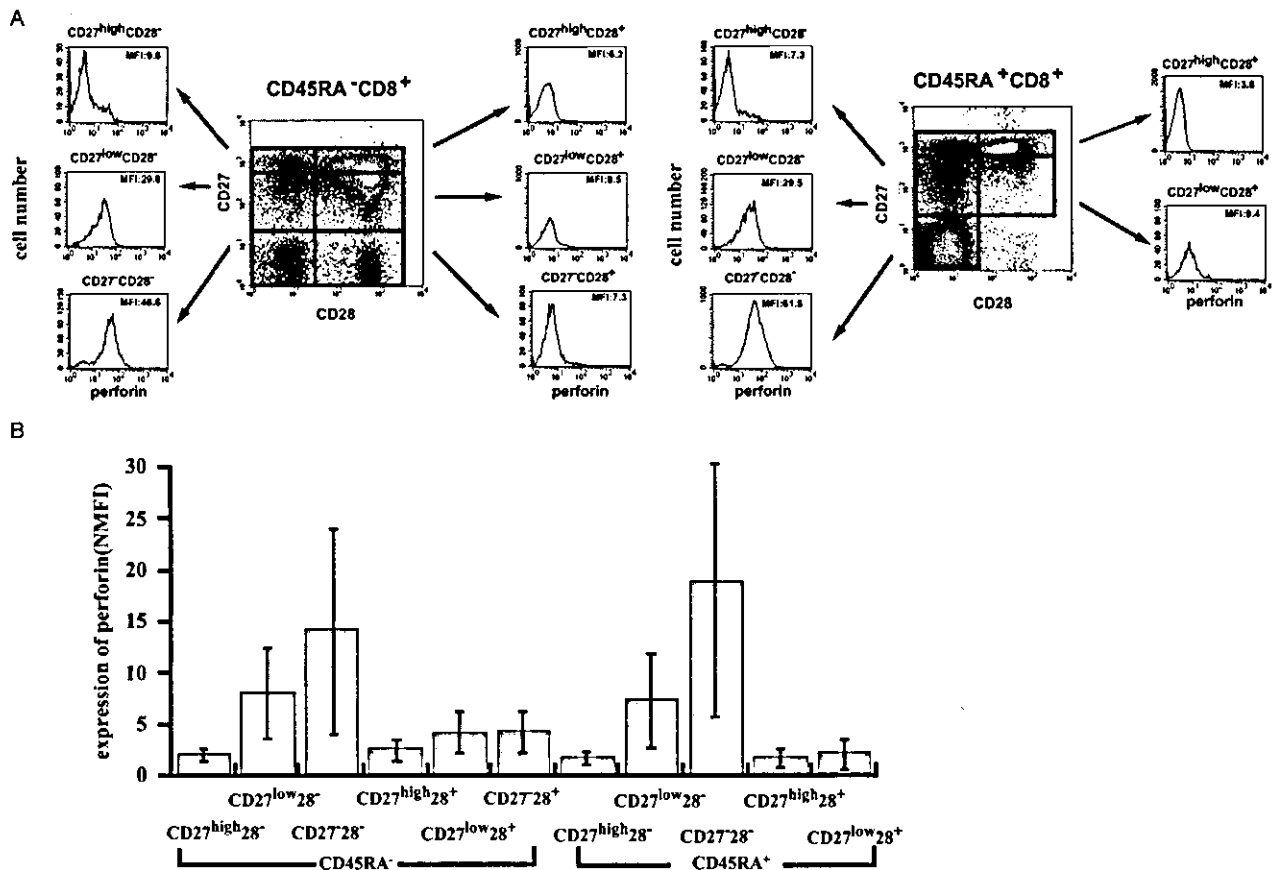 A
CD27highCD28-
MFI:9.8
CD27lowCD28-
MFI:29.8
CD27-CD28-
MFI:46.6
cell number
perforin
CD45RA-CD8+
CD27
CD28
CD27highCD28+
MFI:6.2
CD27lowCD28+
MFI:8.5
CD27-CD28+
MFI:7.3
perforin
CD27highCD28-
MFI:7.3
CD27lowCD28-
MFI:29.5
CD27-CD28-
MFI:61.6
cell number
perforin
CD45RA+CD8+
CD27
CD28
CD27highCD28+
MFI:3.8
CD27lowCD28+
MFI:9.4
perforin
B
expression of perforin(NMFI)
30
25
20
15
10
5
0
CD27low28- CD27high28+ CD27-28+ CD27low28- CD27high28+
CD27high28- CD27-28- CD27low28+ CD27high28- CD27-28- CD27low28+
CD45RA- CD45RA+